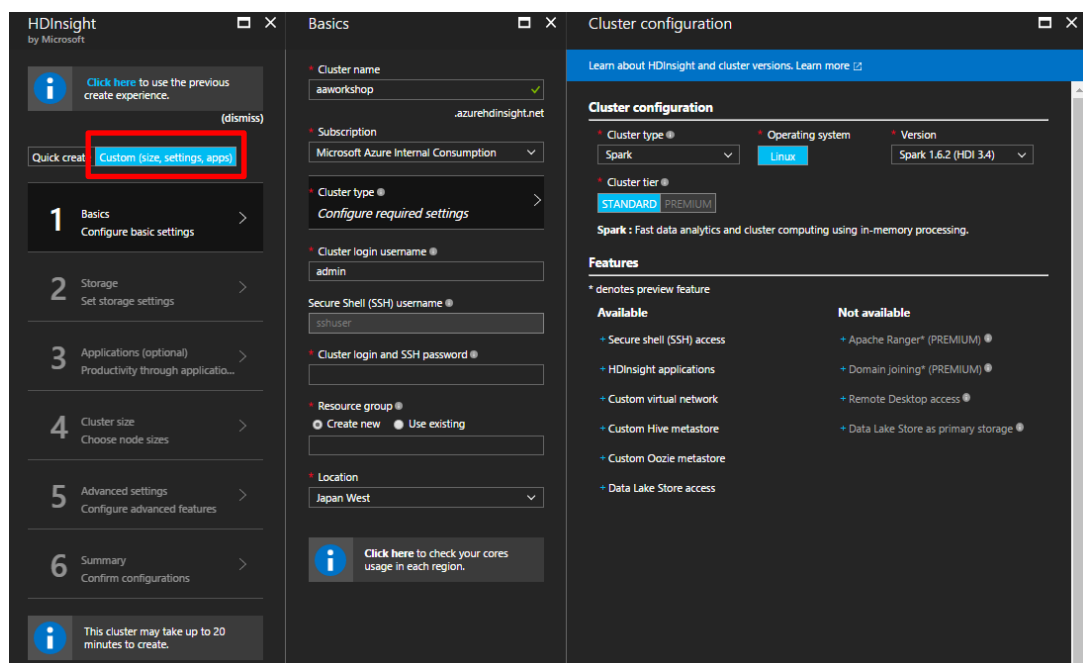 HDInsight
by Microsoft
Click here to use the previous
create experience.
(dismiss)
Quick creat
Custom (size, settings, apps)
1
Basics
Configure basic settings
2
Storage
Set storage settings
3
Applications (optional)
Productivity through applicatio...
4
Cluster size
Choose node sizes
5
Advanced settings
Configure advanced features
6
Summary
Confirm configurations
This cluster may take up to 20
minutes to create.
Basics
* Cluster name
aaworkshop
.azurehdinsight.net
* Subscription
Microsoft Azure Internal Consumption
* Cluster type
Configure required settings
* Cluster login username
admin
Secure Shell (SSH) username
sshuser
* Cluster login and SSH password
* Resource group
Create new Use existing
* Location
Japan West
Click here to check your cores
usage in each region.
Cluster configuration
Learn about HDInsight and cluster versions. Learn more
Cluster configuration
* Cluster type * Operating system * Version
Spark Linux Spark 1.6.2 (HDI 3.4)
* Cluster tier
STANDARD PREMIUM
Spark : Fast data analytics and cluster computing using in-memory processing.
Features
* denotes preview feature
Available Not available
+ Secure shell (SSH) access + Apache Ranger* (PREMIUM)
+ HDInsight applications + Domain joining* (PREMIUM)
+ Custom virtual network + Remote Desktop access
+ Custom Hive metastore + Data Lake Store as primary storage
+ Custom Oozie metastore
+ Data Lake Store access